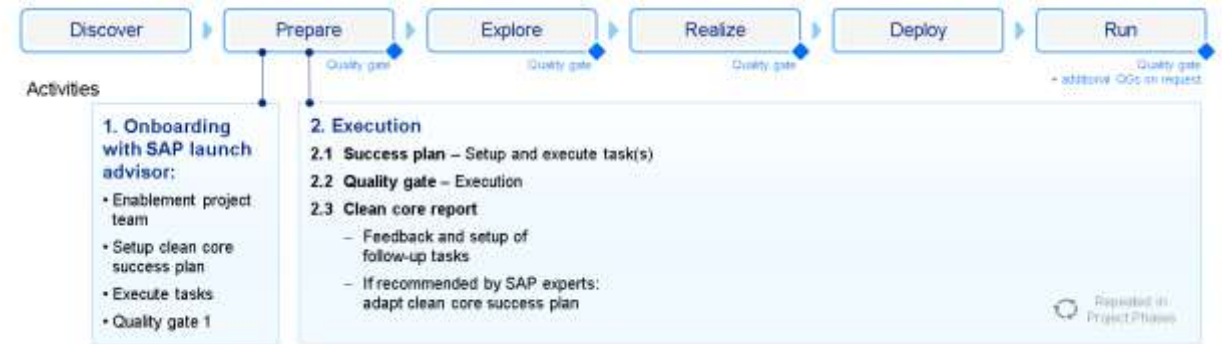 Discover
Prepare
Explore
Realize
Deploy
Run
Quality gate
Quality gate
Quality gate
Quality gate
+ additional QGs on request
Activities
1. Onboarding
with SAP launch
advisor:
• Enablement project
team
• Setup clean core
success plan
• Execute tasks
• Quality gate 1
2. Execution
2.1 Success plan – Setup and execute task(s)
2.2 Quality gate – Execution
2.3 Clean core report
– Feedback and setup of
follow-up tasks
– If recommended by SAP experts:
adapt clean core success plan
Repeated in
Project Phases